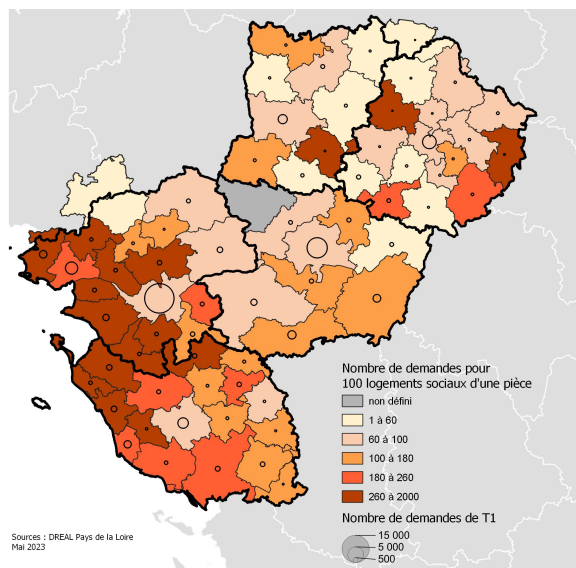 Nombre de demandes pour
100 logements sociaux d'une pièce
non défini
1 à 60
60 à 100
100 à 180
180 à 260
260 à 2000
Nombre de demandes de T1
15 000
5 000
500
Sources : DREAL Pays de la Loire
Mai 2023